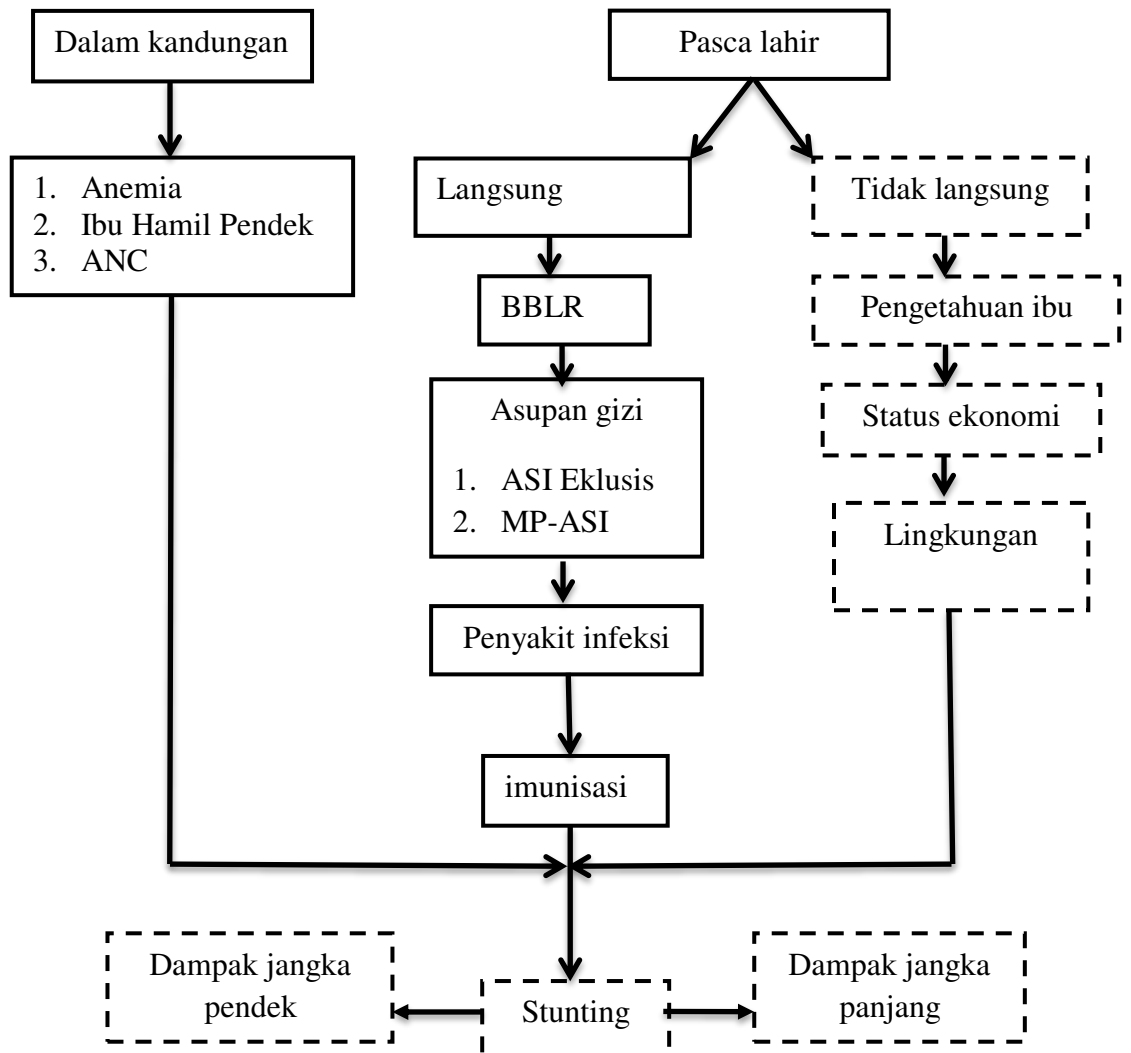 Dalam kandungan
Pasca lahir
1. Anemia
2. Ibu Hamil Pendek
3. ANC
Langsung
Tidak langsung
BBLR
Pengetahuan ibu
Asupan gizi
1. ASI Eklusis
2. MP-ASI
Status ekonomi
Lingkungan
Penyakit infeksi
imunisasi
Dampak jangka
pendek
Stunting
Dampak jangka
panjang